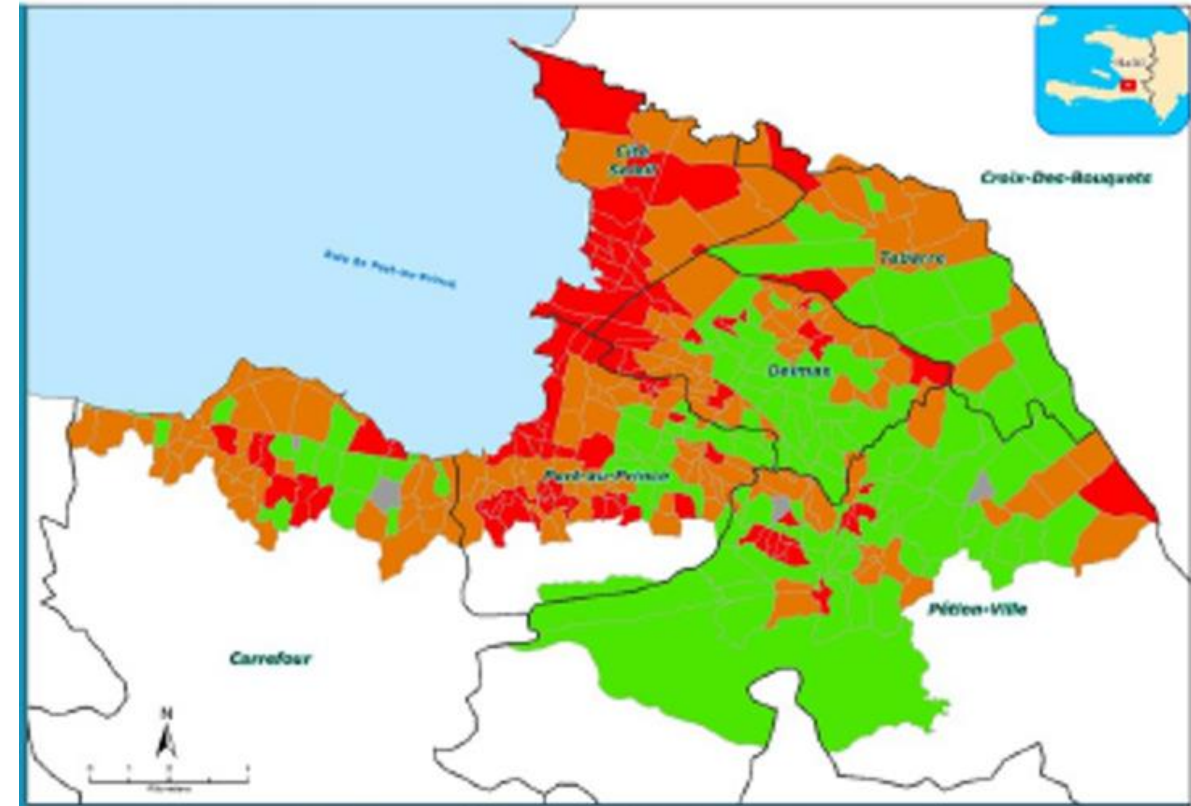 Cité
Soleil
Croix-Des-Bouquets
Baie de Port-au-Prince
Tabarre
Delmas
Port-au-Prince
Pétion-Ville
Carrefour
N